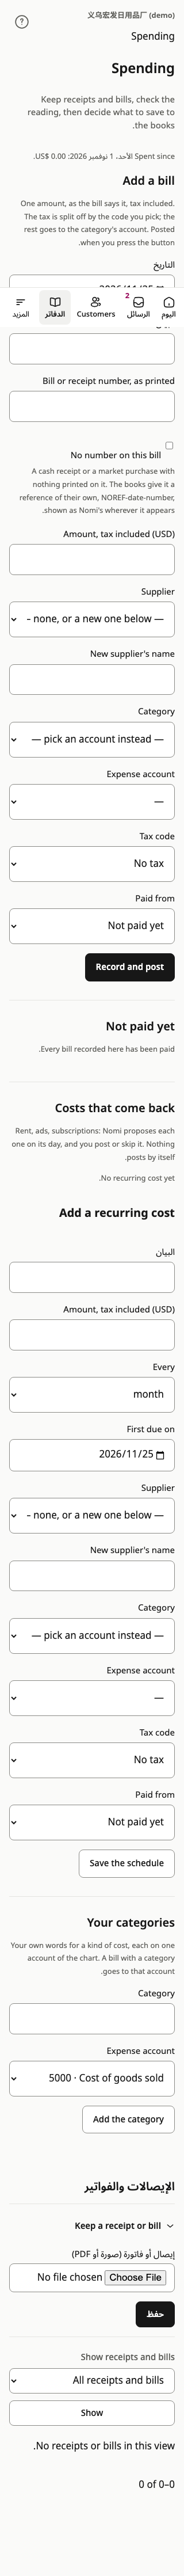 义乌宏发日用品厂 (demo)
Spending
Spending
Keep receipts and bills, check the
reading, then decide what to save to
the books.
Spent since الأحد، 1 نوفمبر 2026: US$ 0.00.
Add a bill
One amount, as the bill says it, tax included.
The tax is split off by the code you pick; the
rest goes to the category's account. Posted
when you press the button.
التاريخ
اليوم
الرسائل
2
Customers
الدفاتر
المزيد
Bill or receipt number, as printed
No number on this bill
A cash receipt or a market purchase with
nothing printed on it. The books give it a
reference of their own, NOREF-date-number,
shown as Nomi's wherever it appears.
Amount, tax included (USD)
Supplier
— none, or a new one below –
New supplier's name
Category
— pick an account instead —
Expense account
—
Tax code
No tax
Paid from
Not paid yet
Record and post
Not paid yet
Every bill recorded here has been paid.
Costs that come back
Rent, ads, subscriptions: Nomi proposes each
one on its day, and you post or skip it. Nothing
posts by itself.
No recurring cost yet.
Add a recurring cost
البيان
Amount, tax included (USD)
Every
month
First due on
2026/11/25
Supplier
— none, or a new one below –
New supplier's name
Category
— pick an account instead —
Expense account
—
Tax code
No tax
Paid from
Not paid yet
Save the schedule
Your categories
Your own words for a kind of cost, each on one
account of the chart. A bill with a category
goes to that account.
Category
Expense account
5000 · Cost of goods sold
Add the category
الإيصالات والفواتير
Keep a receipt or bill
إيصال أو فاتورة (صورة أو PDF)
Choose File No file chosen
حفظ
Show receipts and bills
All receipts and bills
Show
No receipts or bills in this view.
0–0 of 0